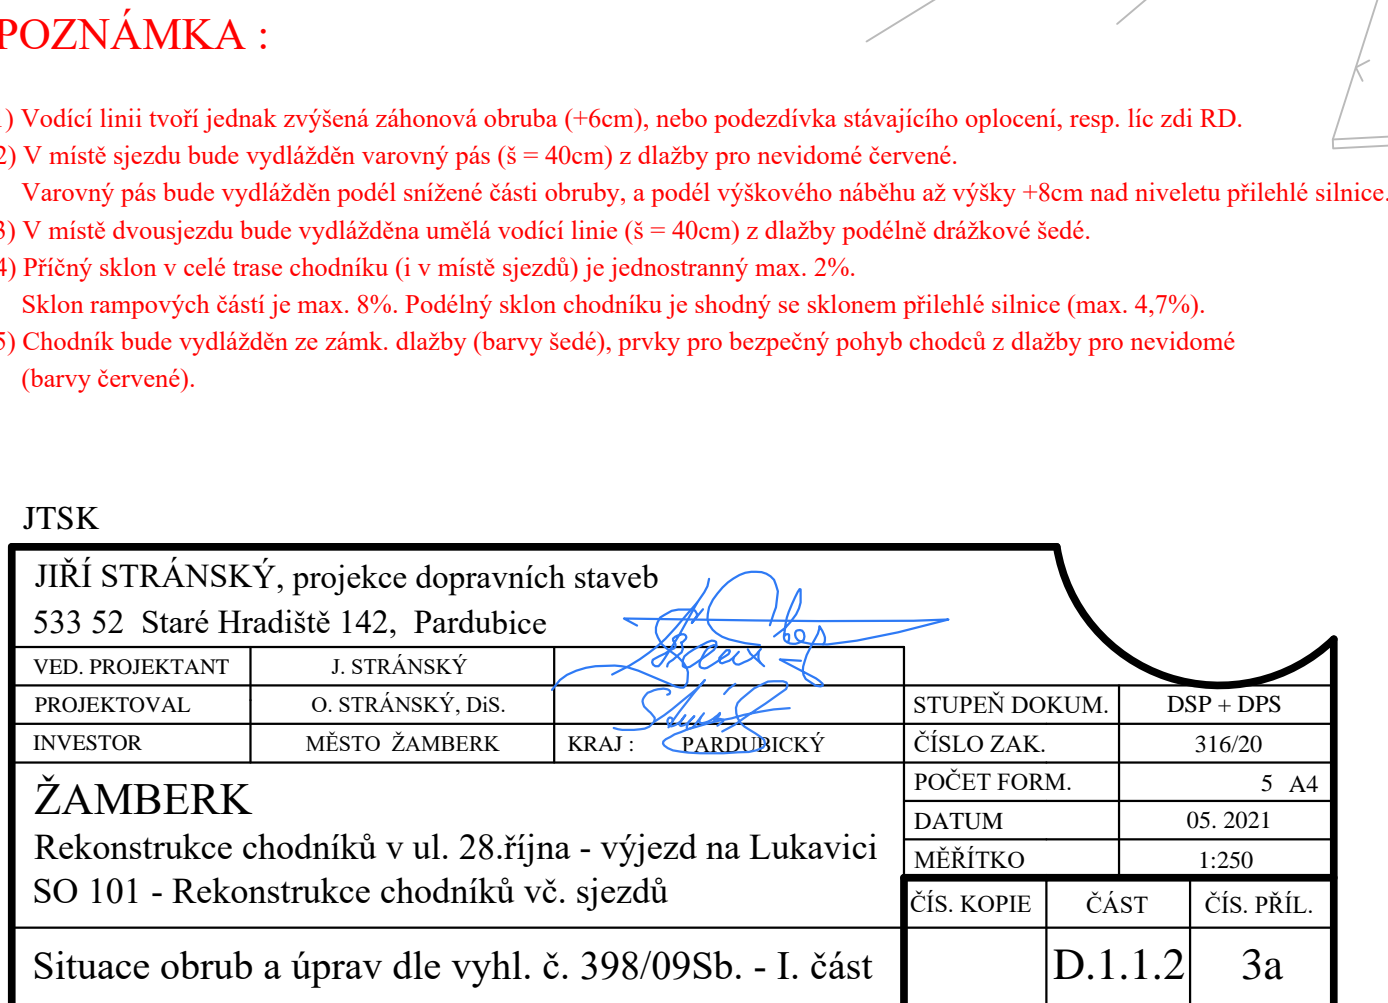 POZNÁMKA :
1) Vodící linii tvoří jednak zvýšená záhonová obruba (+6cm), nebo podezdívka stávajícího oplocení, resp. líc zdi RD.
2) V místě sjezdu bude vydlážděn varovný pás (š = 40cm) z dlažby pro nevidomé červené.
Varovný pás bude vydlážděn podél snížené části obruby, a podél výškového náběhu až výšky +8cm nad niveletu přilehlé silnice.
3) V místě dvousjezdu bude vydlážděna umělá vodící linie (š = 40cm) z dlažby podélně drážkové šedé.
4) Příčný sklon v celé trase chodníku (i v místě sjezdů) je jednostranný max. 2%.
Sklon rampových částí je max. 8%. Podélný sklon chodníku je shodný se sklonem přilehlé silnice (max. 4,7%).
5) Chodník bude vydlážděn ze zámk. dlažby (barvy šedé), prvky pro bezpečný pohyb chodců z dlažby pro nevidomé
(barvy červené).
JTSK
JIŘÍ STRÁNSKÝ, projekce dopravních staveb
533 52 Staré Hradiště 142, Pardubice
VED. PROJEKTANT J. STRÁNSKÝ
PROJEKTOVAL O. STRÁNSKÝ, DiS.
INVESTOR MĚSTO ŽAMBERK KRAJ : PARDUBICKÝ
STUPEŇ DOKUM. DSP + DPS
ČÍSLO ZAK. 316/20
POČET FORM. 5 A4
DATUM 05. 2021
MĚŘÍTKO 1:250
ŽAMBERK
Rekonstrukce chodníků v ul. 28.října - výjezd na Lukavici
SO 101 - Rekonstrukce chodníků vč. sjezdů
ČÍS. KOPIE ČÁST ČÍS. PŘÍL.
Situace obrub a úprav dle vyhl. č. 398/09Sb. - I. část
D.1.1.2 3a